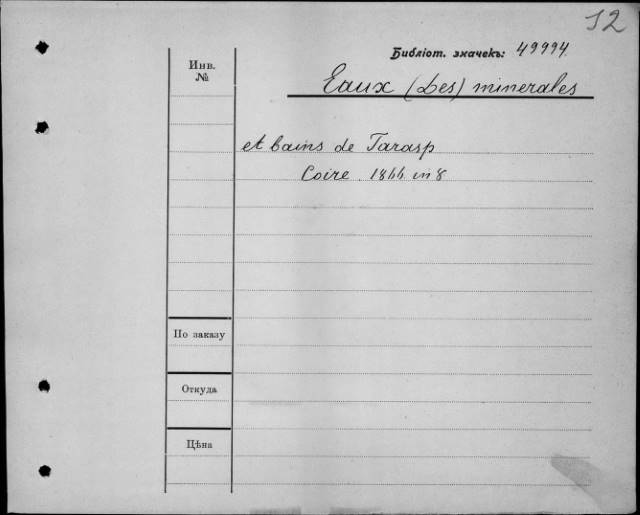 12
Библіот. значекъ: 49994.
Инв.
№
Eaux (Les) minerales
et bains de Tarasp
Coire. 1844 in 8
По заказу
Откуда
Цѣна